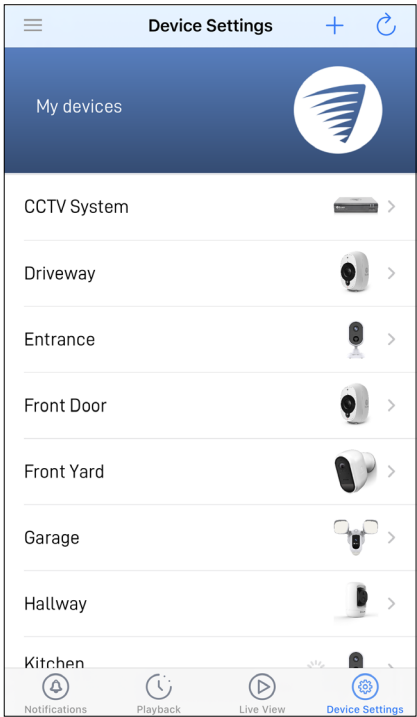 Device Settings
My devices
CCTV System
Driveway
Entrance
Front Door
Front Yard
Garage
Hallway
Kitchen
Notifications
Playback
Live View
Device Settings